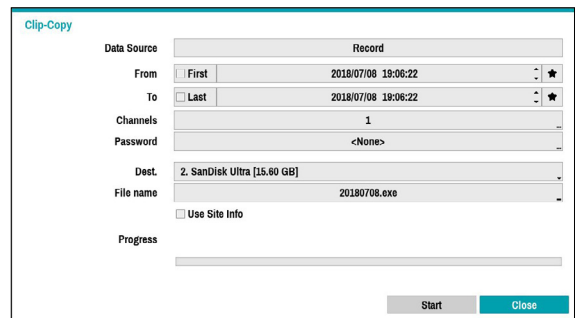 Clip-Copy
Data Source Record
From First 2018/07/08 19:06:22
To Last 2018/07/08 19:06:22
Channels 1 ...
Password <None> ...
Dest. 2. SanDisk Ultra [15.60 GB]
File name 20180708.exe
Use Site Info
Progress
Start Close